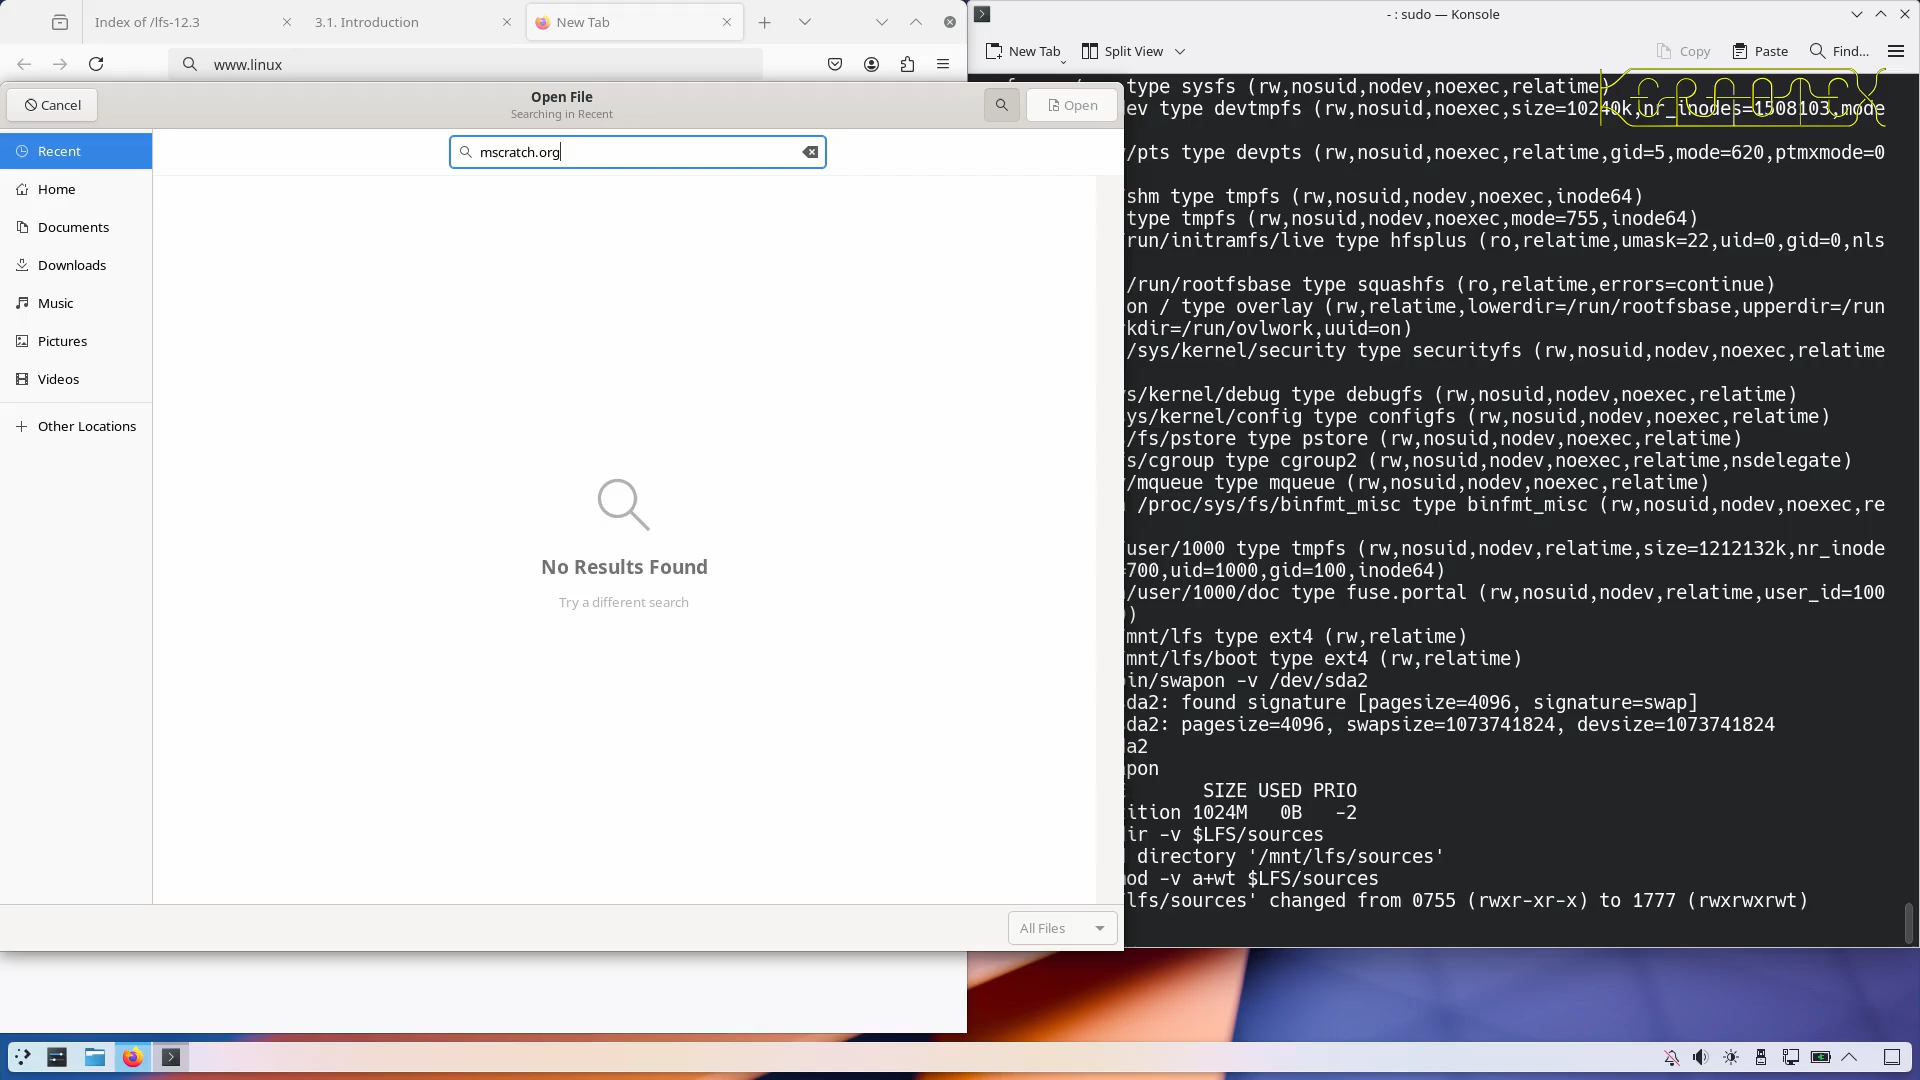 Index of /lfs-12.3
3.1. Introduction
New Tab
www.linux
Cancel
Open File
Searching in Recent
Open
mscratch.org
Recent
Home
Documents
Downloads
Music
Pictures
Videos
Other Locations
No Results Found
Try a different search
All Files
- : sudo — Konsole
New Tab
Split View
Copy
Paste
Find...
type sysfs (rw,nosuid,nodev,noexec,relatime)
ev type devtmpfs (rw,nosuid,noexec,size=10240k,nr_inodes=1508103,mode
/pts type devpts (rw,nosuid,noexec,relatime,gid=5,mode=620,ptmxmode=0
shm type tmpfs (rw,nosuid,nodev,noexec,inode64)
type tmpfs (rw,nosuid,nodev,noexec,mode=755,inode64)
run/initramfs/live type hfsplus (ro,relatime,umask=22,uid=0,gid=0,nls
/run/rootfsbase type squashfs (ro,relatime,errors=continue)
on / type overlay (rw,relatime,lowerdir=/run/rootfsbase,upperdir=/run
kdir=/run/ovlwork,uuid=on)
/sys/kernel/security type securityfs (rw,nosuid,nodev,noexec,relatime
s/kernel/debug type debugfs (rw,nosuid,nodev,noexec,relatime)
sys/kernel/config type configfs (rw,nosuid,nodev,noexec,relatime)
/fs/pstore type pstore (rw,nosuid,nodev,noexec,relatime)
s/cgroup type cgroup2 (rw,nosuid,nodev,noexec,relatime,nsdelegate)
/mqueue type mqueue (rw,nosuid,nodev,noexec,relatime)
/proc/sys/fs/binfmt_misc type binfmt_misc (rw,nosuid,nodev,noexec,re
user/1000 type tmpfs (rw,nosuid,nodev,relatime,size=1212132k,nr_inode
=700,uid=1000,gid=100,inode64)
/user/1000/doc type fuse.portal (rw,nosuid,nodev,relatime,user_id=100
))
mnt/lfs type ext4 (rw,relatime)
mnt/lfs/boot type ext4 (rw,relatime)
in/swapon -v /dev/sda2
da2: found signature [pagesize=4096, signature=swap]
da2: pagesize=4096, swapsize=1073741824, devsize=1073741824
a2
pon
SIZE USED PRIO
ition 1024M 0B -2
ir -v $LFS/sources
directory '/mnt/lfs/sources'
od -v a+wt $LFS/sources
lfs/sources' changed from 0755 (rwxr-xr-x) to 1777 (rwxrwxrwt)